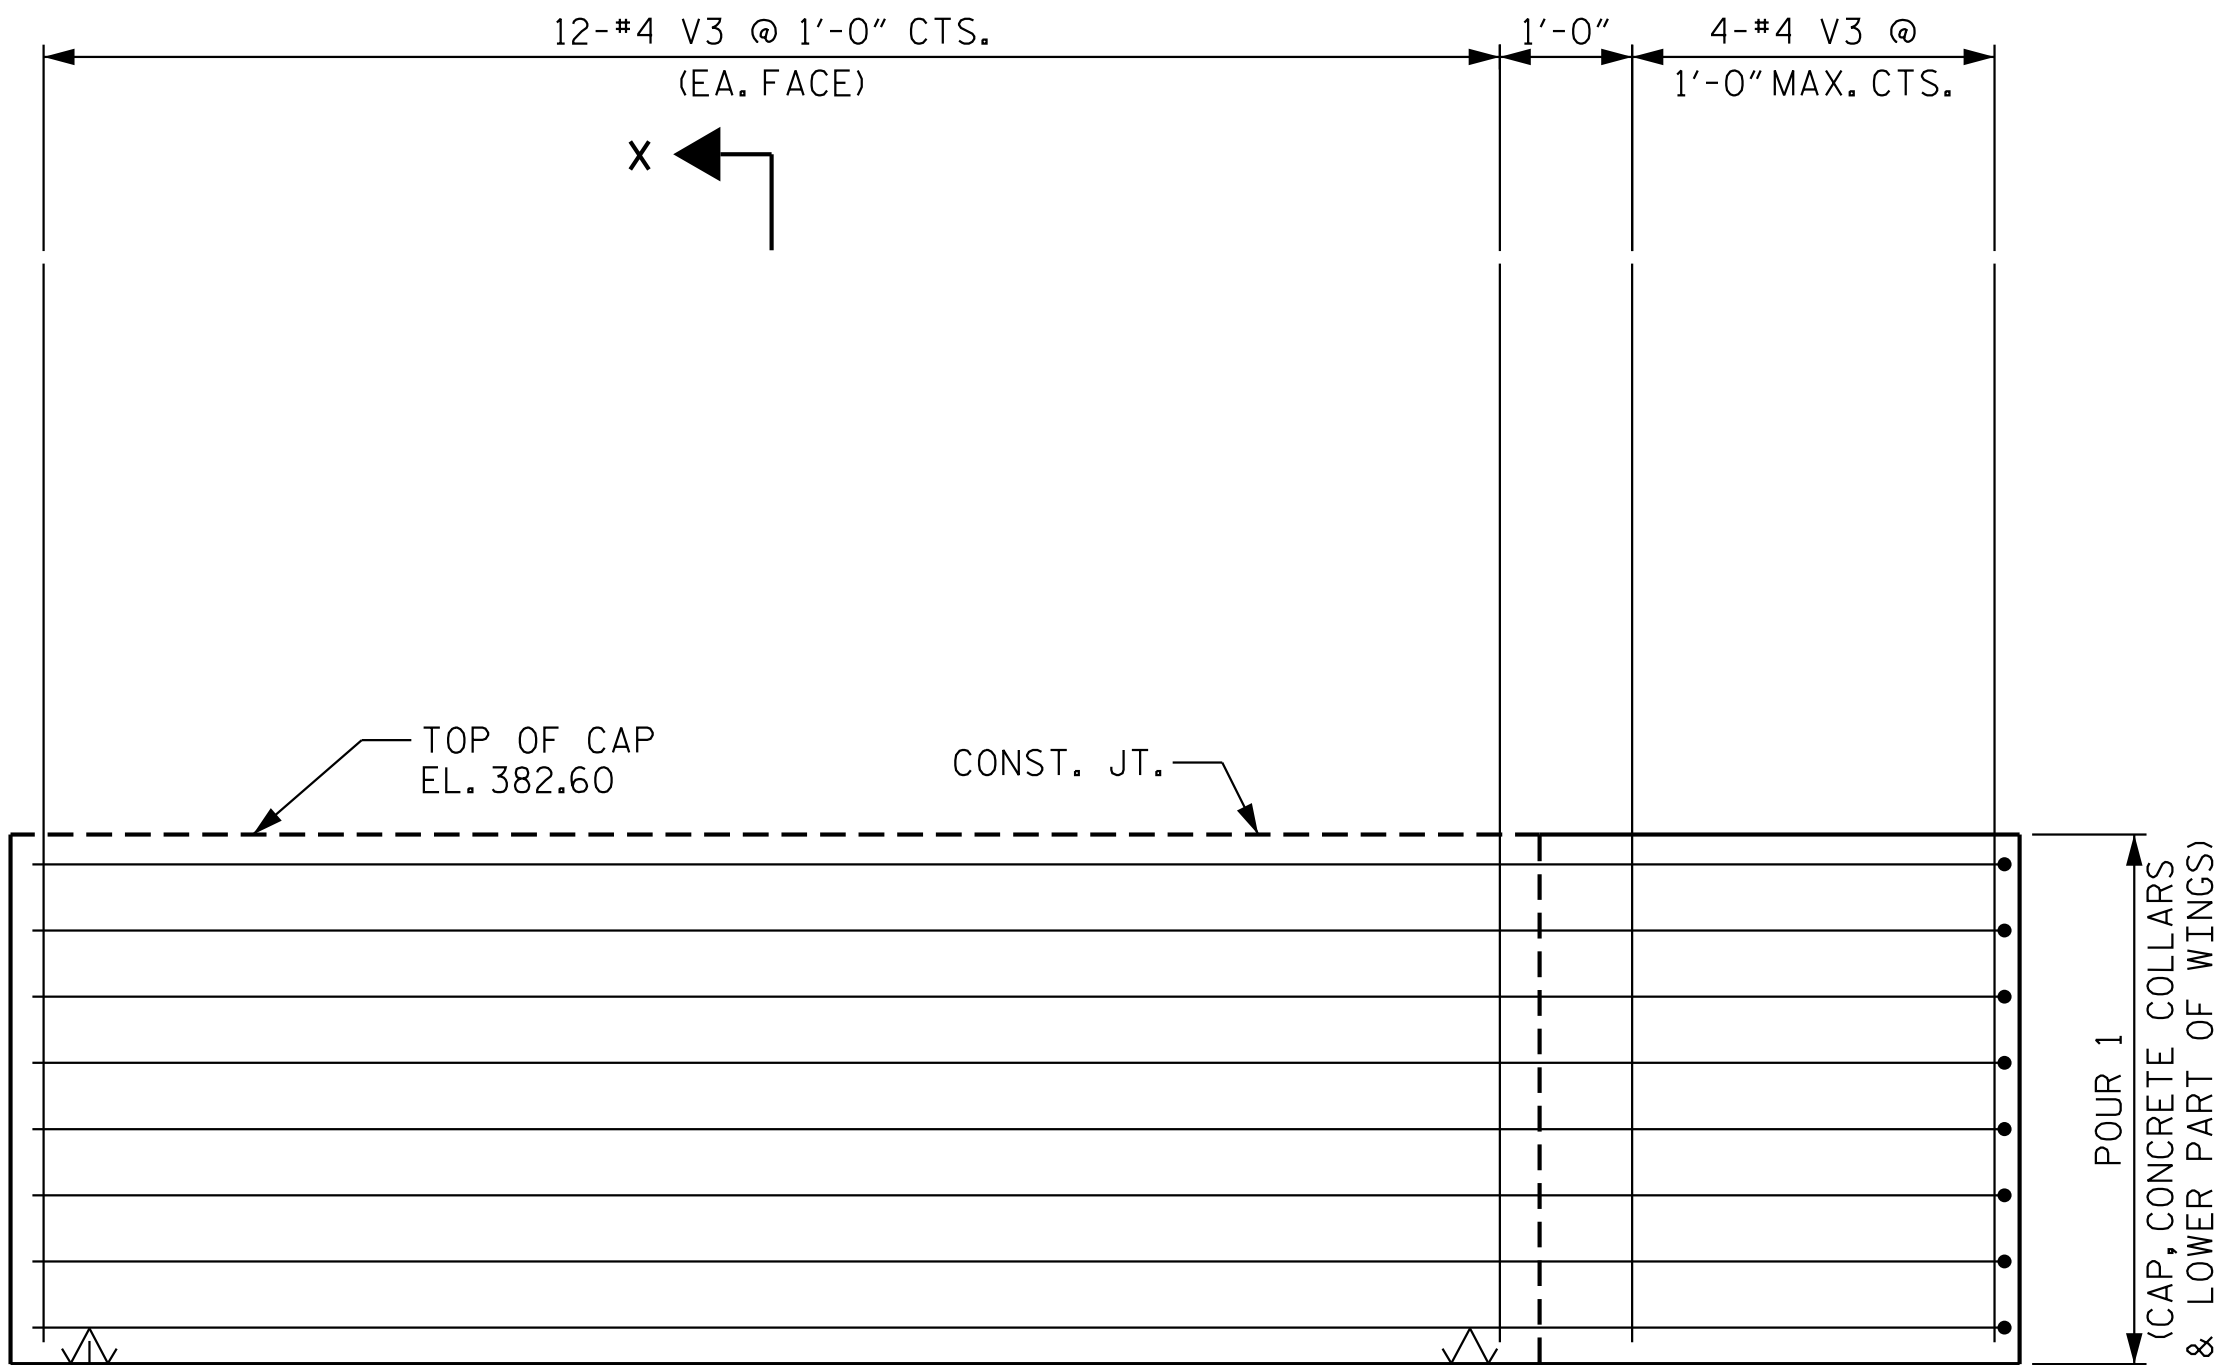 12-#4 V3 @ 1'-0" CTS.
(EA. FACE)
1'-0"
4-#4 V3 @
1'-0" MAX. CTS.
X
TOP OF CAP
EL. 382.60
CONST. JT.
POUR 1
(CAP, CONCRETE COLLARS
& LOWER PART OF WINGS)